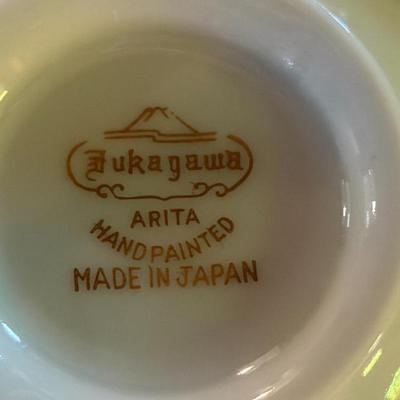 Fukagawa
ARITA
HAND PAINTED
MADE IN JAPAN